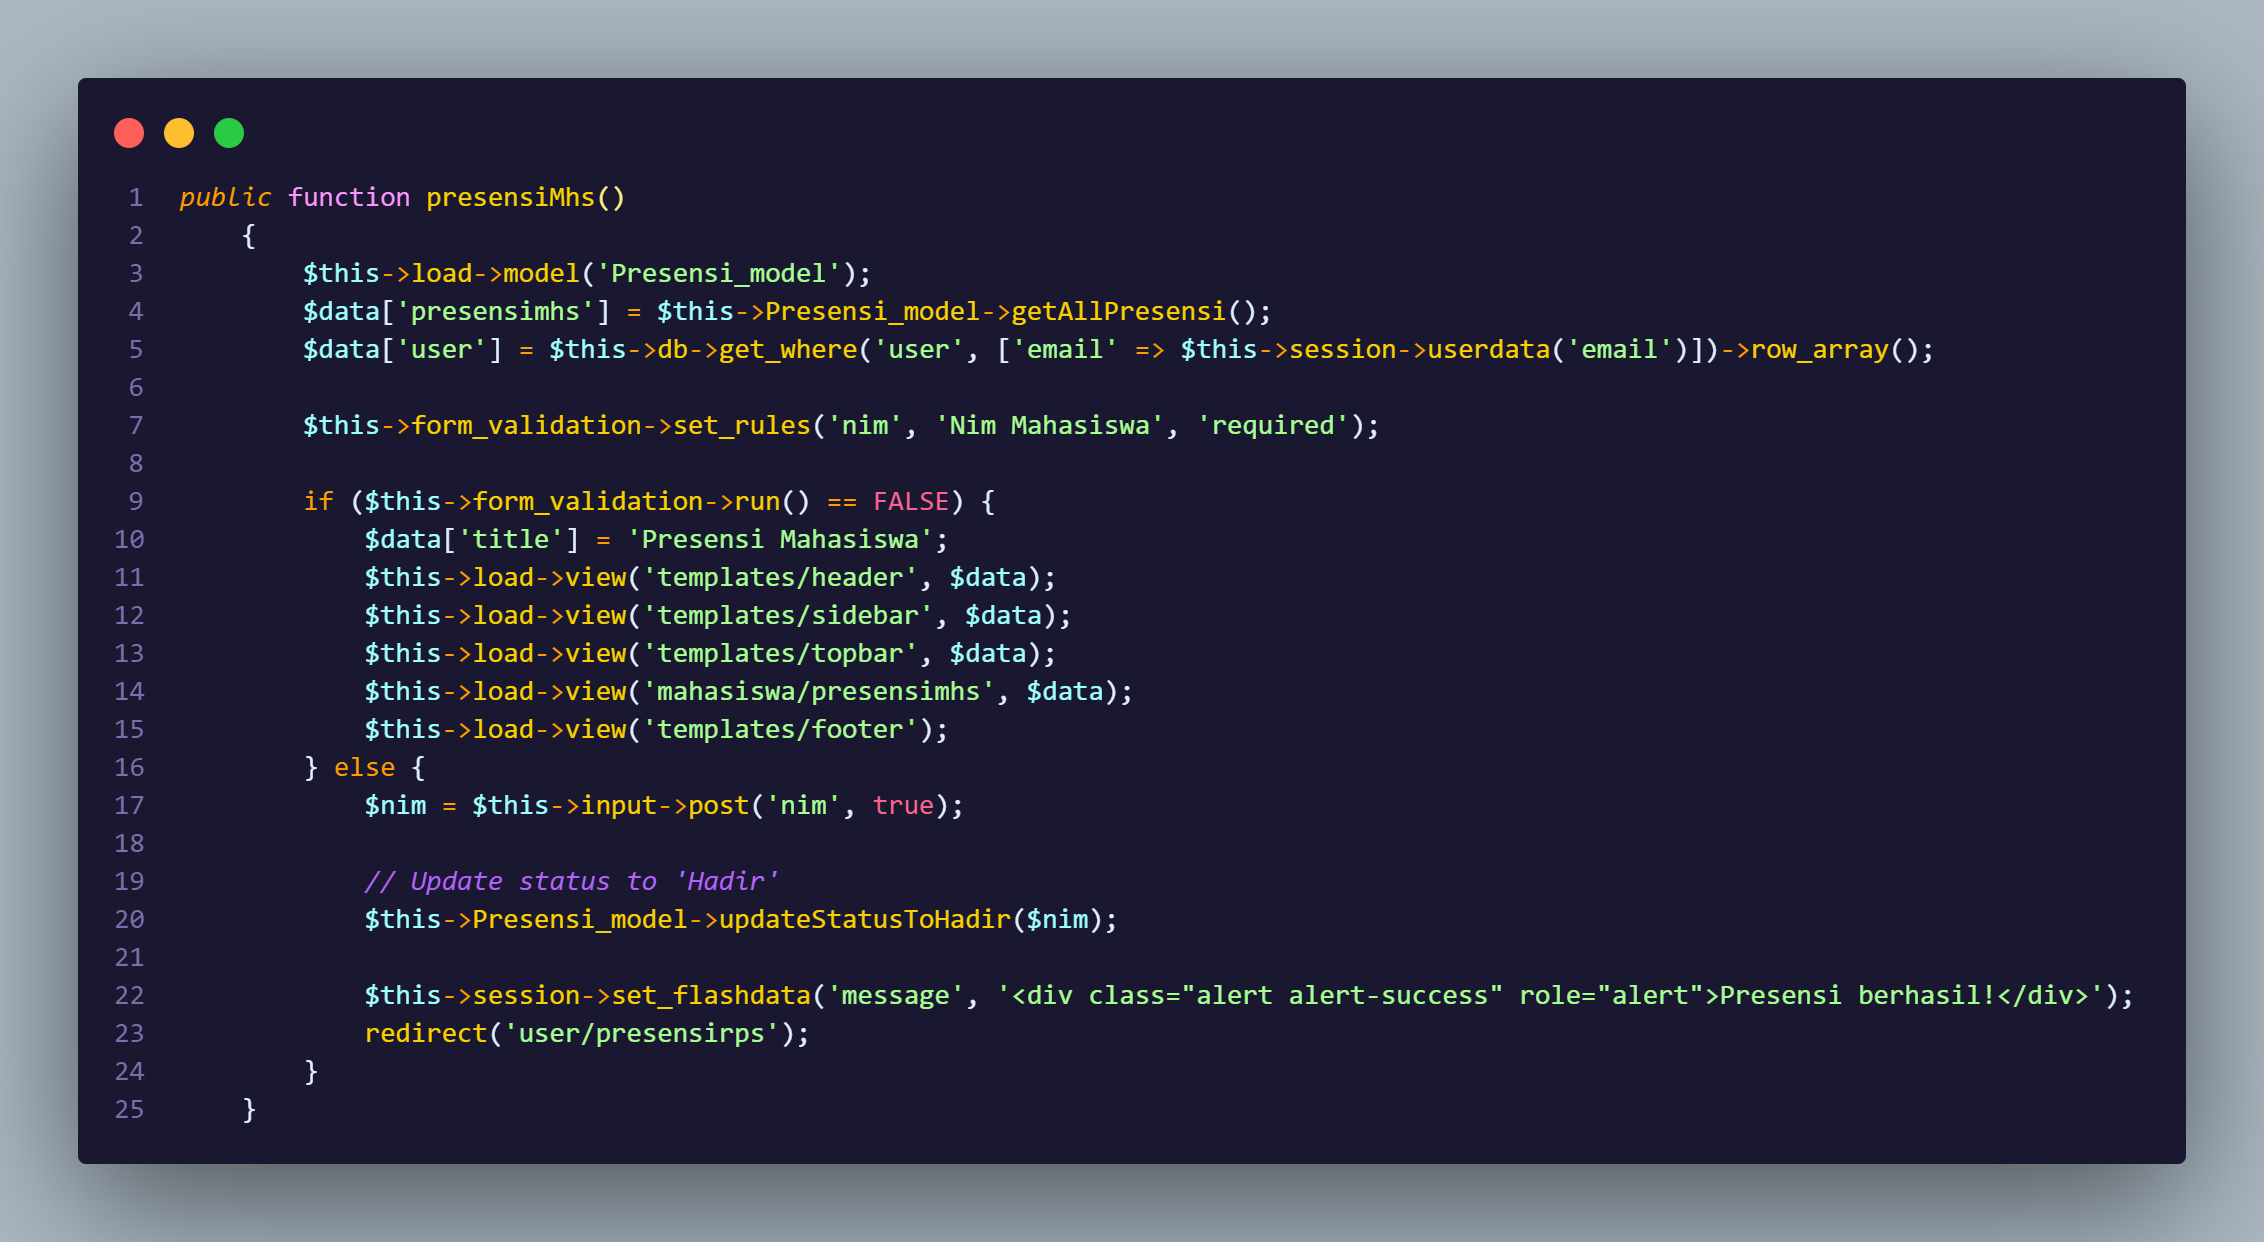 1 public function presensiMhs()
2 {
3 $this->load->model('Presensi_model');
4 $data['presensimhs'] = $this->Presensi_model->getAllPresensi();
5 $data['user'] = $this->db->get_where('user', ['email' => $this->session->userdata('email')])->row_array();
6
7 $this->form_validation->set_rules('nim', 'Nim Mahasiswa', 'required');
8
9 if ($this->form_validation->run() == FALSE) {
10 $data['title'] = 'Presensi Mahasiswa';
11 $this->load->view('templates/header', $data);
12 $this->load->view('templates/sidebar', $data);
13 $this->load->view('templates/topbar', $data);
14 $this->load->view('mahasiswa/presensimhs', $data);
15 $this->load->view('templates/footer');
16 } else {
17 $nim = $this->input->post('nim', true);
18
19 // Update status to 'Hadir'
20 $this->Presensi_model->updateStatusToHadir($nim);
21
22 $this->session->set_flashdata('message', '<div class="alert alert-success" role="alert">Presensi berhasil!</div>');
23 redirect('user/presensirps');
24 }
25 }